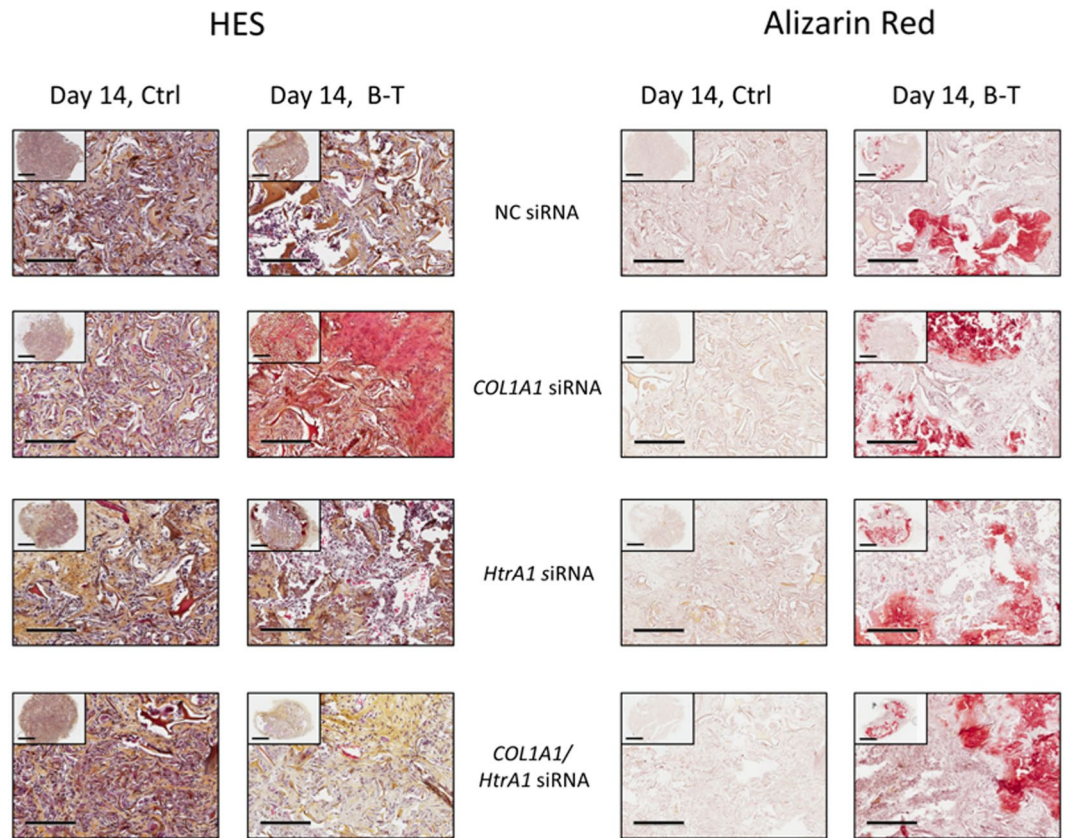 HES
Alizarin Red
Day 14, Ctrl
Day 14, B-T
Day 14, Ctrl
Day 14, B-T
NC siRNA
COL1A1 siRNA
HtrA1 siRNA
COL1A1/
HtrA1 siRNA